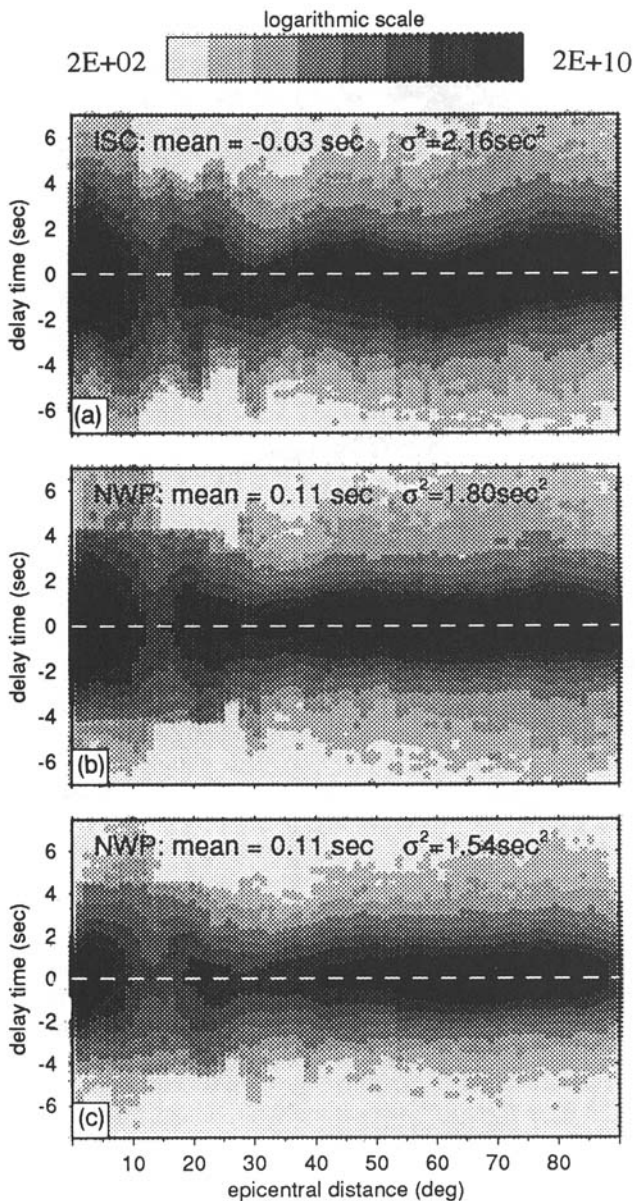 logarithmic scale
2E+02 2E+10
ISC: mean = -0.03 sec σ²=2.16sec²
6
4
2
0
-2
-4
-6
delay time (sec)
(a)
NWP: mean = 0.11 sec σ²=1.80sec²
6
4
2
0
-2
-4
-6
delay time (sec)
(b)
NWP: mean = 0.11 sec σ²=1.54sec²
6
4
2
0
-2
-4
-6
delay time (sec)
(c)
10 20 30 40 50 60 70 80
epicentral distance (deg)